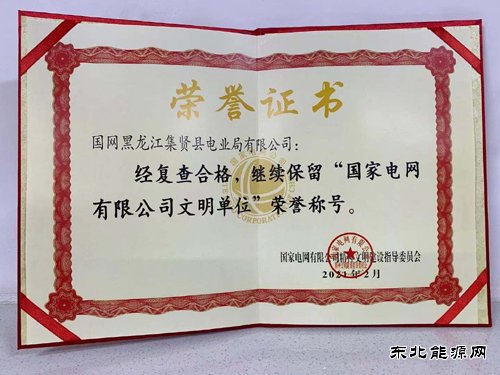 荣誉证书
国网黑龙江集贤县电业局有限公司：
经复查合格，继续保留“国家电网
有限公司文明单位”荣誉称号。
国家电网有限公司精神文明建设指导委员会
2021年2月
东北能源网